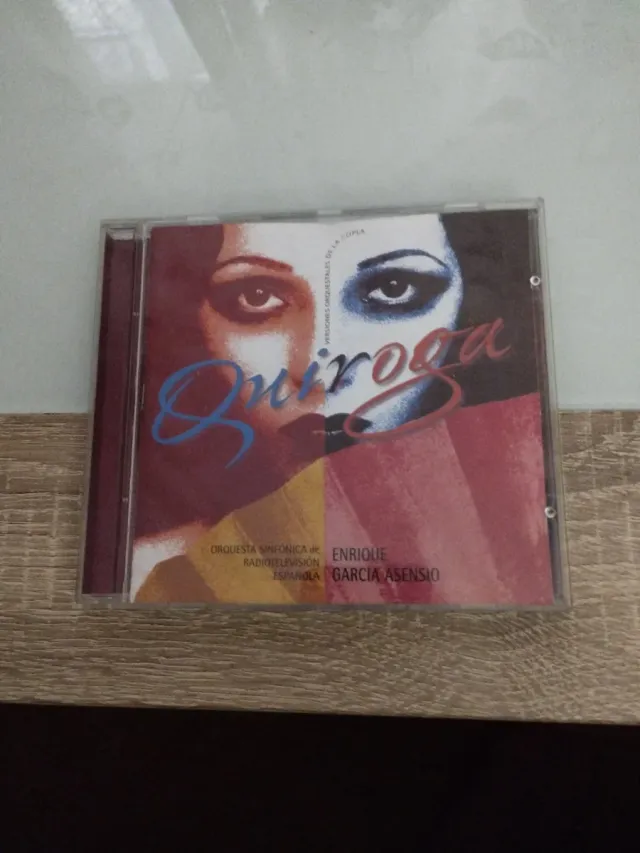 VERSIONES ORQUESTALES DE LA COPLA
Quiroga
ORQUESTA SINFÓNICA de
RADIOTELEVISIÓN
ESPAÑOLA
ENRIQUE
GARCÍA ASENSIO